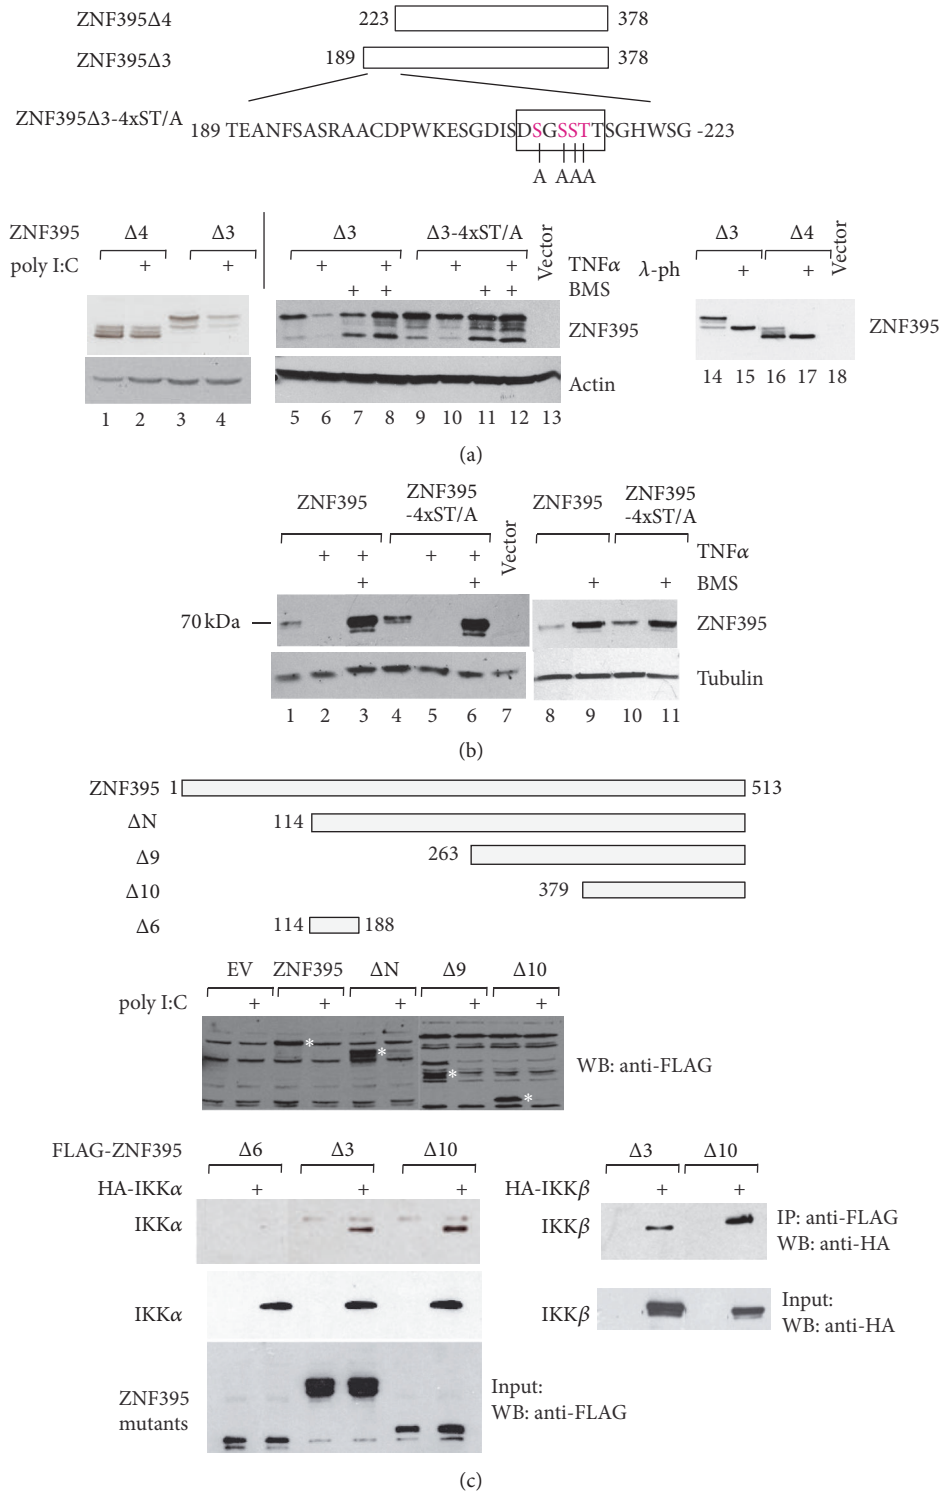 ZNF395Δ4 223 378
ZNF395Δ3 189 378
ZNF395Δ3-4xST/A 189 TEANFSASRAACDPWKESGDISDSGSSTTSGHWSG -223
A AAA
ZNF395 Δ4 Δ3 Δ3 Δ3-4xST/A Vector Δ3 Δ4 Vector
poly I:C + + + + + + TNFα λ-ph + +
+ + + + BMS
ZNF395 ZNF395
Actin
1 2 3 4 5 6 7 8 9 10 11 12 13 14 15 16 17 18
(a)
ZNF395 ZNF395 -4xST/A Vector ZNF395 ZNF395 -4xST/A
+ + + + TNFα
+ + + + BMS
70 kDa ZNF395
Tubulin
1 2 3 4 5 6 7 8 9 10 11
(b)
ZNF395 1 513
ΔN 114
Δ9 263
Δ10 379
Δ6 114 188
EV ZNF395 ΔN Δ9 Δ10
poly I:C + + + + +
* * * *
WB: anti-FLAG
FLAG-ZNF395 Δ6 Δ3 Δ10 Δ3 Δ10
HA-IKKα + + + HA-IKKβ + +
IKKα IKKβ IP: anti-FLAG
WB: anti-HA
IKKα IKKβ Input:
WB: anti-HA
ZNF395
mutants
Input:
WB: anti-FLAG
(c)